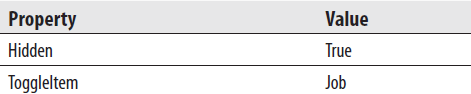 Property Value
Hidden True
ToggleItem Job